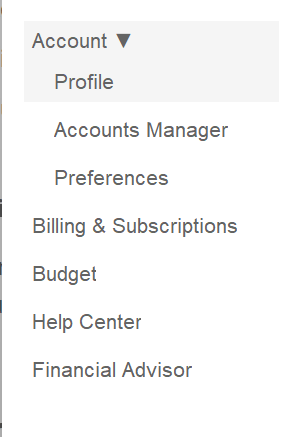 Account ▼
Profile
Accounts Manager
Preferences
Billing & Subscriptions
Budget
Help Center
Financial Advisor